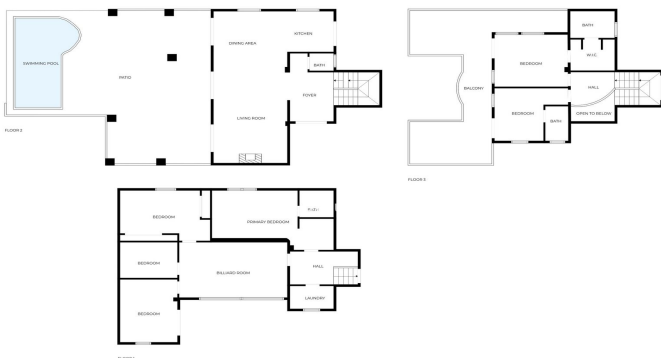 SWIMMING POOL
PATIO
DINING AREA
KITCHEN
BATH
FOYER
LIVING ROOM
FLOOR 2
BATH
W.I.C.
BEDROOM
HALL
BALCONY
BEDROOM
BATH
OPEN TO BELOW
FLOOR 3
BEDROOM
PRIMARY BEDROOM
BEDROOM
BILLIARD ROOM
HALL
LAUNDRY
BEDROOM